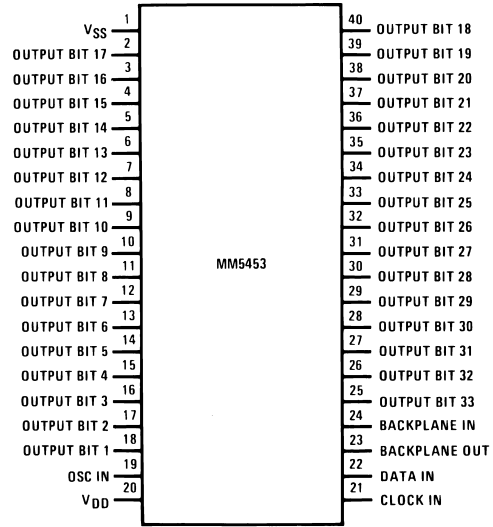 1 40
VSS OUTPUT BIT 18
2 39
OUTPUT BIT 17 OUTPUT BIT 19
3 38
OUTPUT BIT 16 OUTPUT BIT 20
4 37
OUTPUT BIT 15 OUTPUT BIT 21
5 36
OUTPUT BIT 14 OUTPUT BIT 22
6 35
OUTPUT BIT 13 OUTPUT BIT 23
7 34
OUTPUT BIT 12 OUTPUT BIT 24
8 33
OUTPUT BIT 11 OUTPUT BIT 25
9 32
OUTPUT BIT 10 OUTPUT BIT 26
10 31
OUTPUT BIT 9 OUTPUT BIT 27
MM5453
11 30
OUTPUT BIT 8 OUTPUT BIT 28
12 29
OUTPUT BIT 7 OUTPUT BIT 29
13 28
OUTPUT BIT 6 OUTPUT BIT 30
14 27
OUTPUT BIT 5 OUTPUT BIT 31
15 26
OUTPUT BIT 4 OUTPUT BIT 32
16 25
OUTPUT BIT 3 OUTPUT BIT 33
17 24
OUTPUT BIT 2 BACKPLANE IN
18 23
OUTPUT BIT 1 BACKPLANE OUT
19 22
OSC IN DATA IN
20 21
VDD CLOCK IN